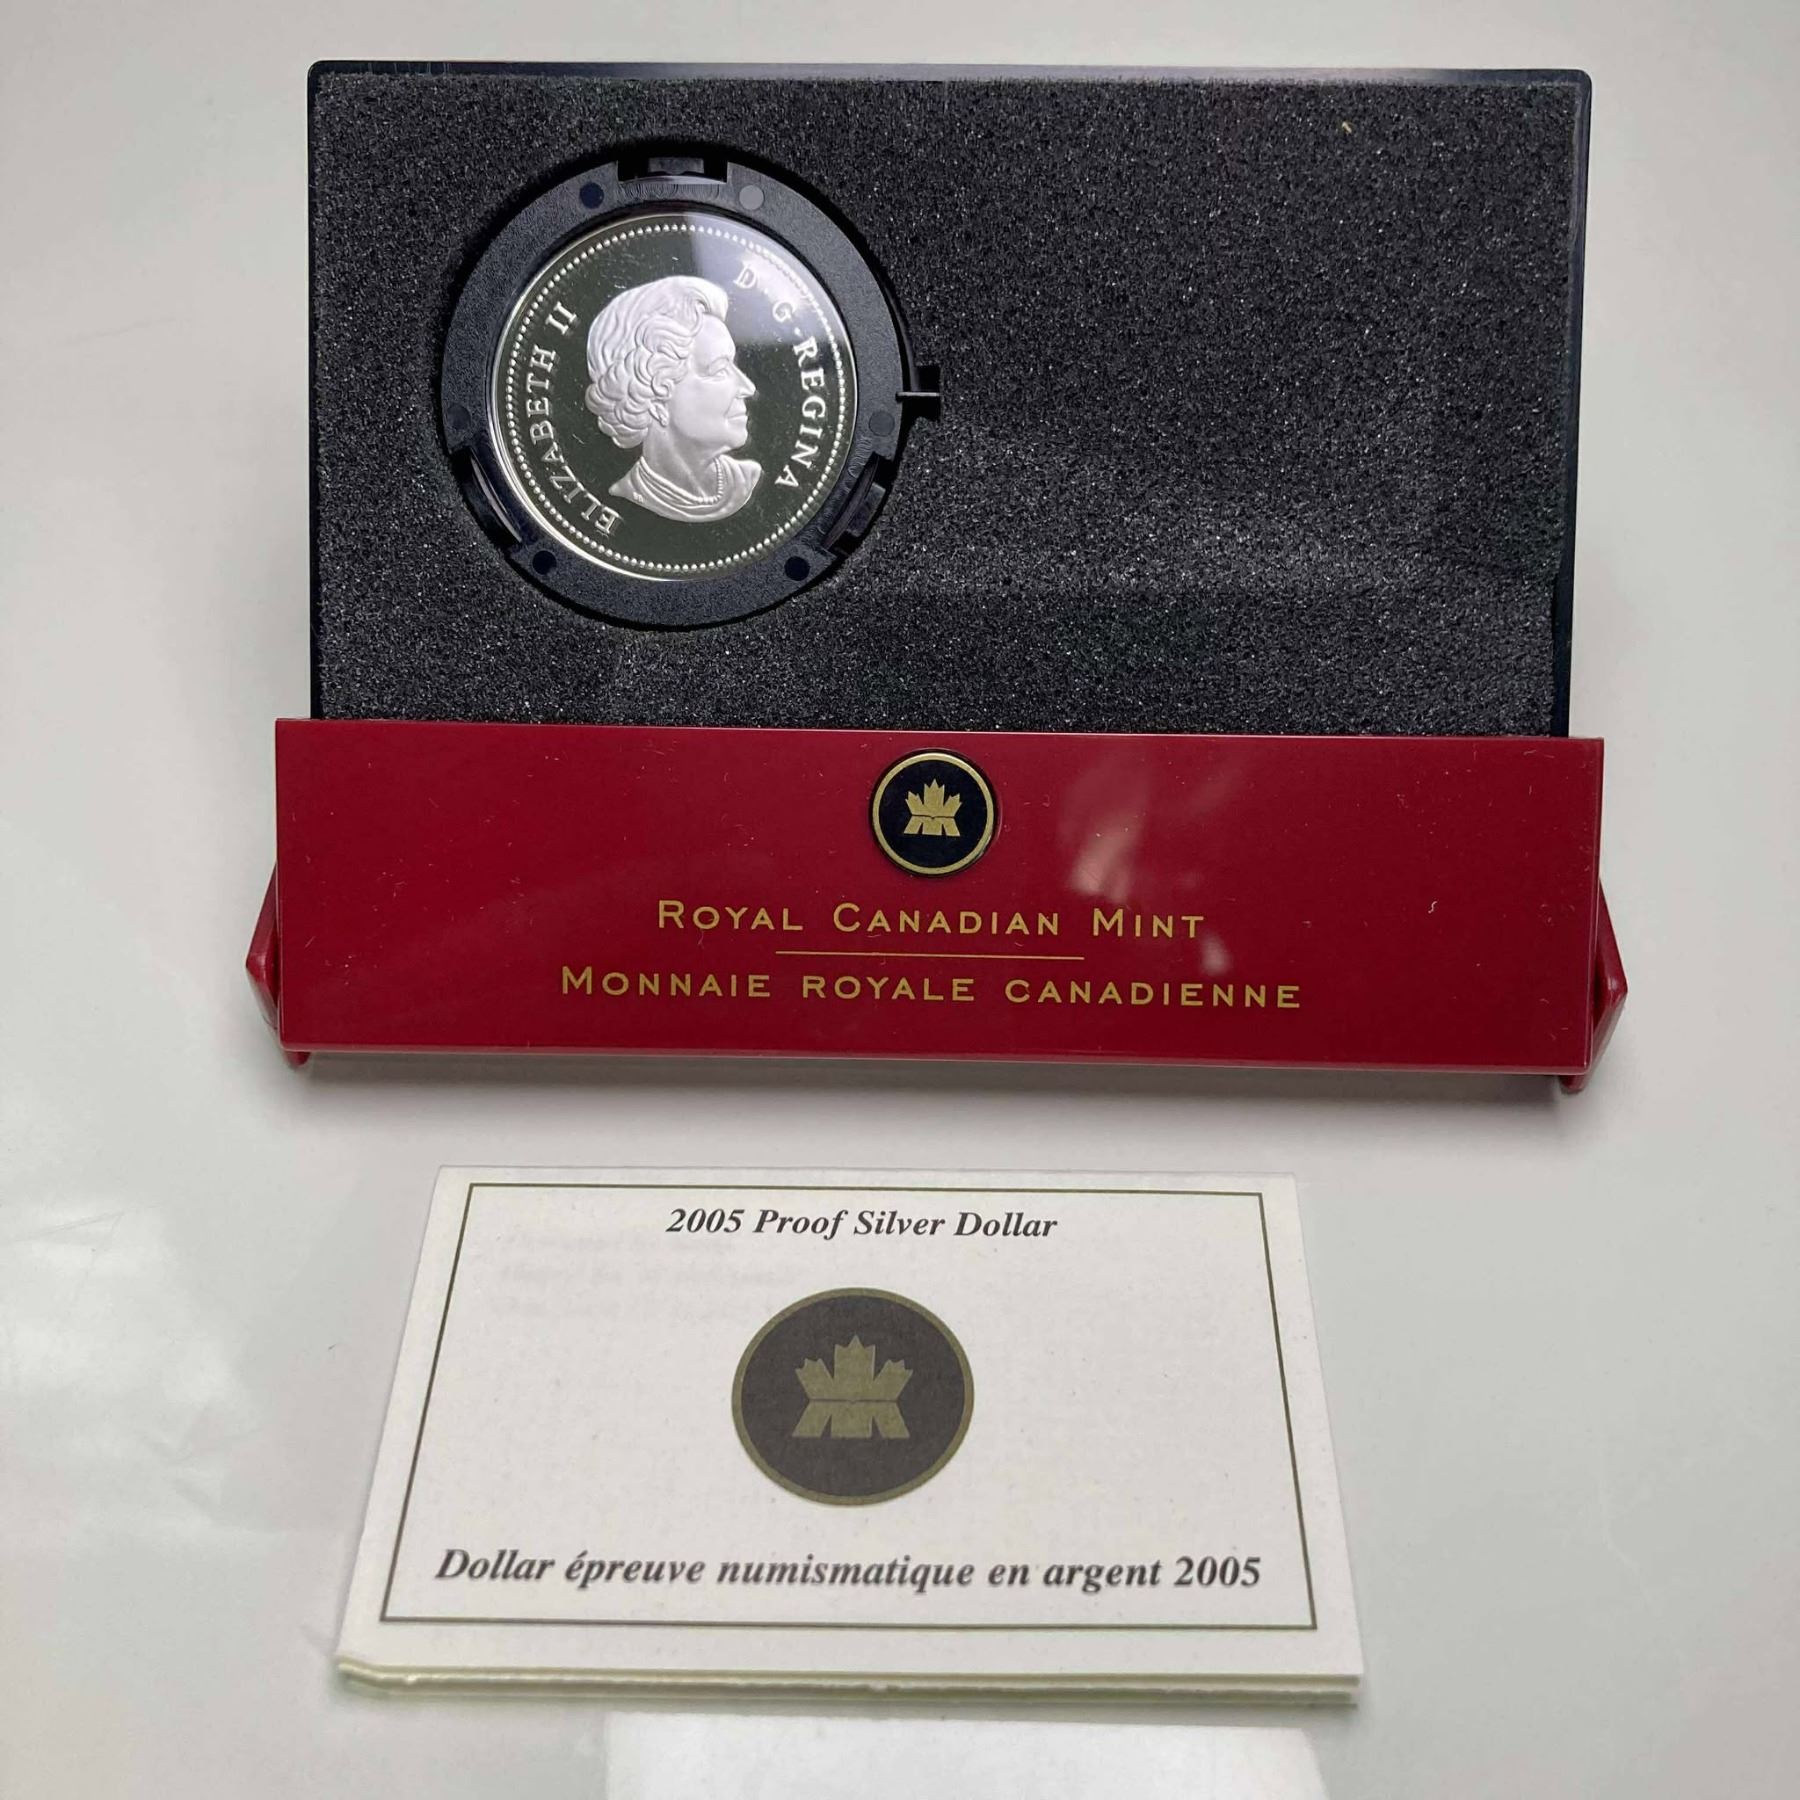 ELIZABETH II D · G · REGINA
ROYAL CANADIAN MINT
MONNAIE ROYALE CANADIENNE
2005 Proof Silver Dollar
Dollar épreuve numismatique en argent 2005